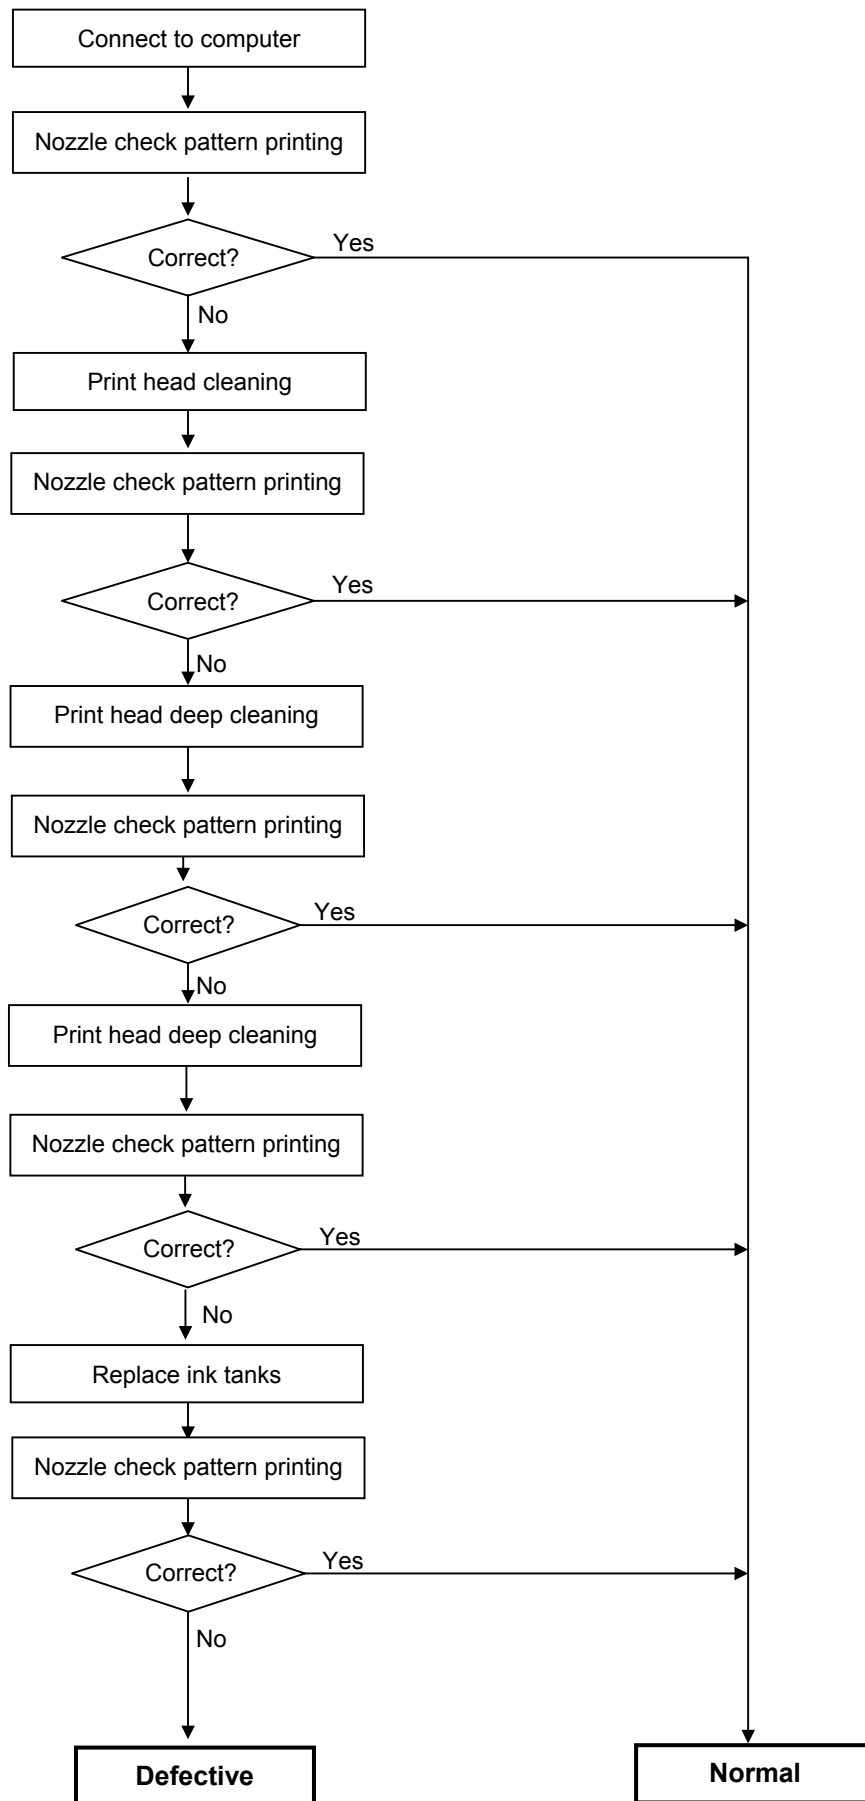 Connect to computer
Nozzle check pattern printing
Correct?
Yes
No
Print head cleaning
Nozzle check pattern printing
Correct?
Yes
No
Print head deep cleaning
Nozzle check pattern printing
Correct?
Yes
No
Print head deep cleaning
Nozzle check pattern printing
Correct?
Yes
No
Replace ink tanks
Nozzle check pattern printing
Correct?
Yes
No
Defective
Normal